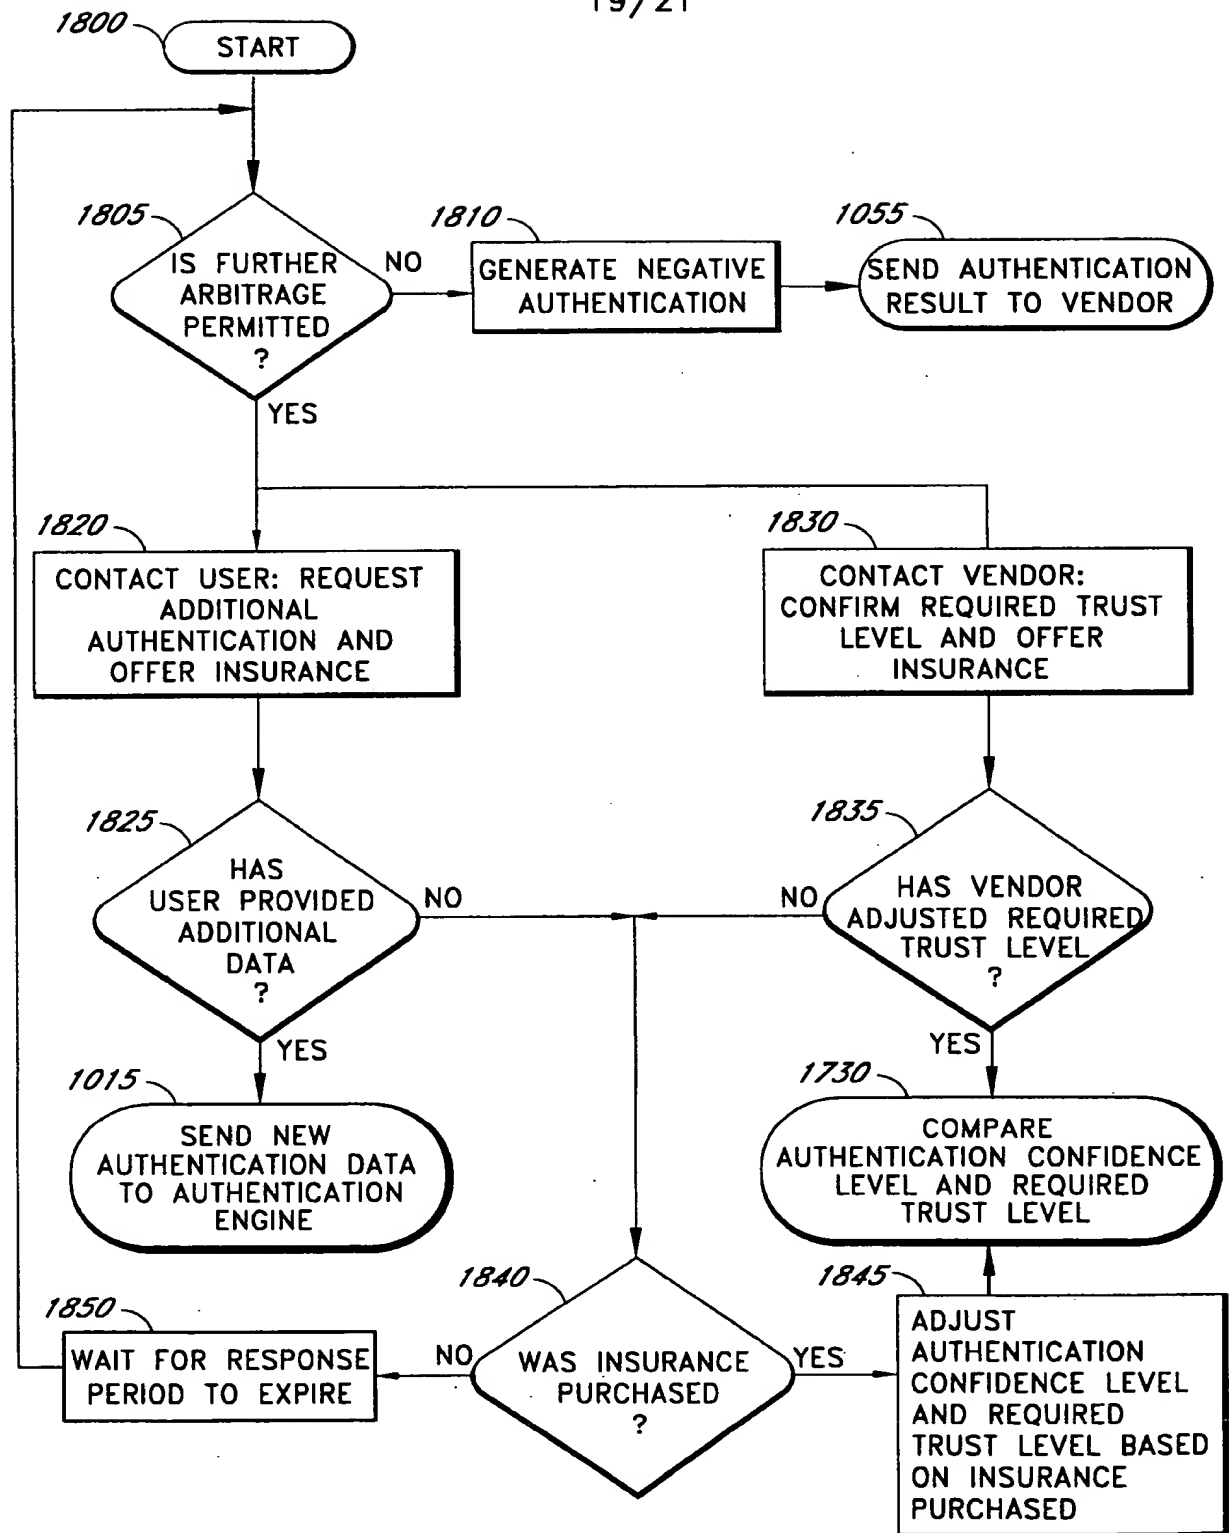 19/21
1800
START
1805
IS FURTHER
ARBITRAGE
PERMITTED
?
NO
YES
1810
GENERATE NEGATIVE
AUTHENTICATION
1055
SEND AUTHENTICATION
RESULT TO VENDOR
1820
CONTACT USER: REQUEST
ADDITIONAL
AUTHENTICATION AND
OFFER INSURANCE
1830
CONTACT VENDOR:
CONFIRM REQUIRED TRUST
LEVEL AND OFFER
INSURANCE
1825
HAS
USER PROVIDED
ADDITIONAL
DATA
?
NO
YES
1835
HAS VENDOR
ADJUSTED REQUIRED
TRUST LEVEL
?
NO
YES
1015
SEND NEW
AUTHENTICATION DATA
TO AUTHENTICATION
ENGINE
1730
COMPARE
AUTHENTICATION CONFIDENCE
LEVEL AND REQUIRED
TRUST LEVEL
1850
WAIT FOR RESPONSE
PERIOD TO EXPIRE
1840
NO
WAS INSURANCE
PURCHASED
?
YES
1845
ADJUST
AUTHENTICATION
CONFIDENCE LEVEL
AND REQUIRED
TRUST LEVEL BASED
ON INSURANCE
PURCHASED